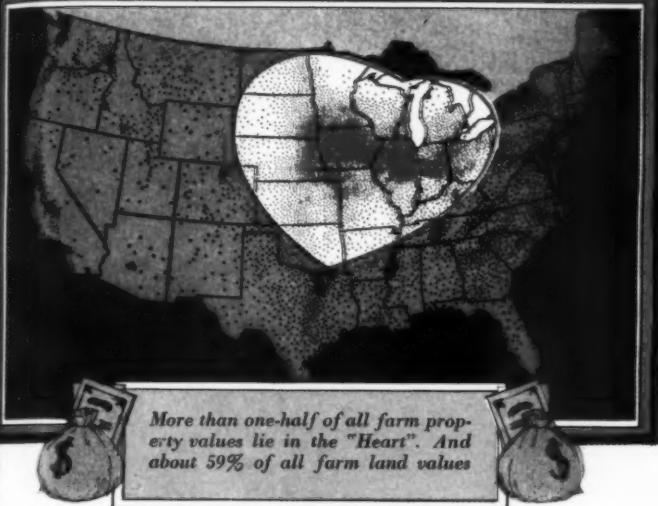 More than one-half of all farm prop-
erty values lie in the "Heart". And
about 59% of all farm land values
$ $